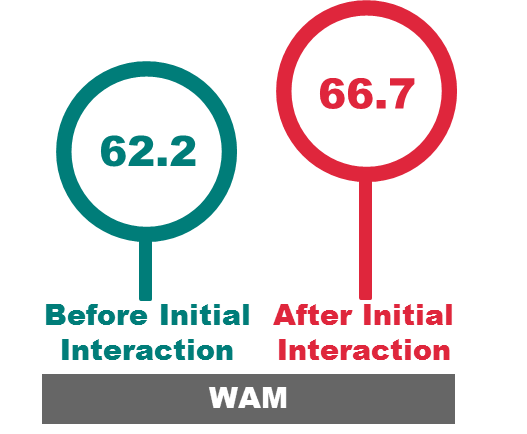 62.2
66.7
Before Initial
Interaction
After Initial
Interaction
WAM